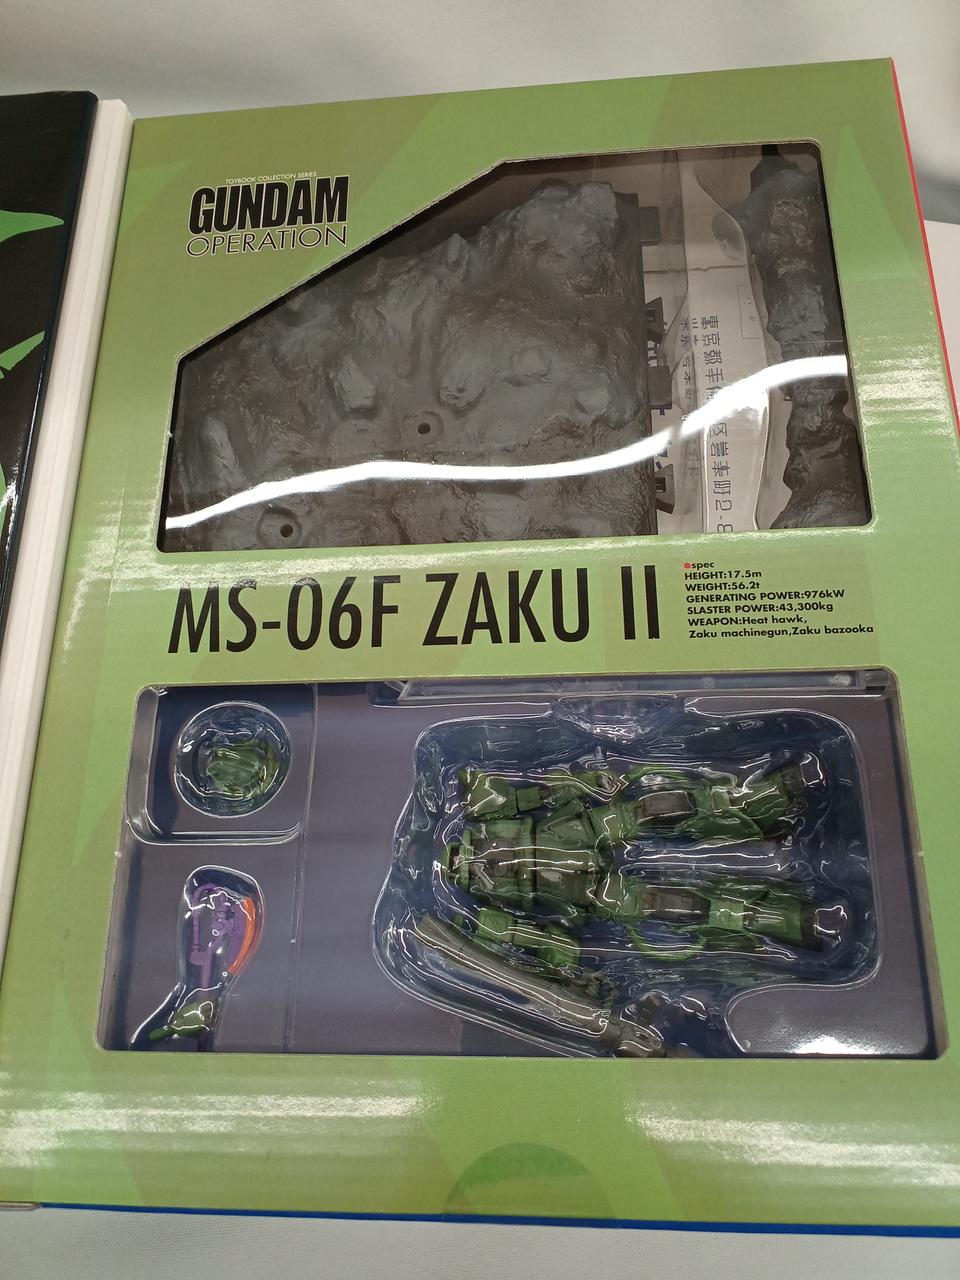 TOYBOOK COLLECTION SERIES
GUNDAM
OPERATION
MS-06F ZAKU II
spec
HEIGHT:17.5m
WEIGHT:56.2t
GENERATING POWER:976kW
SLASTER POWER:43,300kg
WEAPON:Heat hawk,
Zaku machinegun,Zaku bazooka